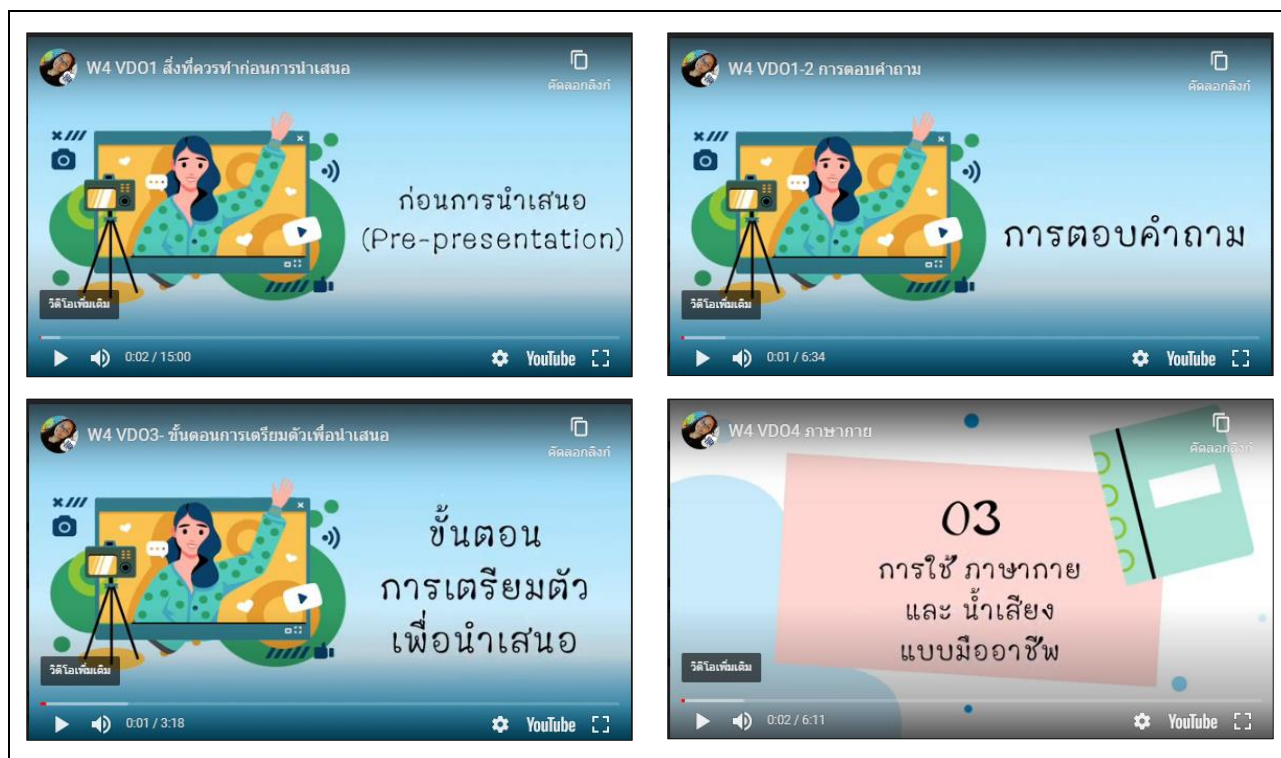 W4 VDO1 สิ่งที่ควรทำก่อนการนำเสนอ
คัดลอกลิงก์
ก่อนการนำเสนอ
(Pre-presentation)
วิดีโอเพิ่มเติม
0:02 / 15:00
YouTube
W4 VDO1-2 การตอบคำถาม
คัดลอกลิงก์
การตอบคำถาม
วิดีโอเพิ่มเติม
0:01 / 6:34
YouTube
W4 VDO3- ขั้นตอนการเตรียมตัวเพื่อนำเสนอ
คัดลอกลิงก์
ขั้นตอน
การเตรียมตัว
เพื่อนำเสนอ
วิดีโอเพิ่มเติม
0:01 / 3:18
YouTube
W4 VDO4 ภาษากาย
คัดลอกลิงก์
03
การใช้ ภาษากาย
และ น้ำเสียง
แบบมืออาชีพ
วิดีโอเพิ่มเติม
0:02 / 6:11
YouTube